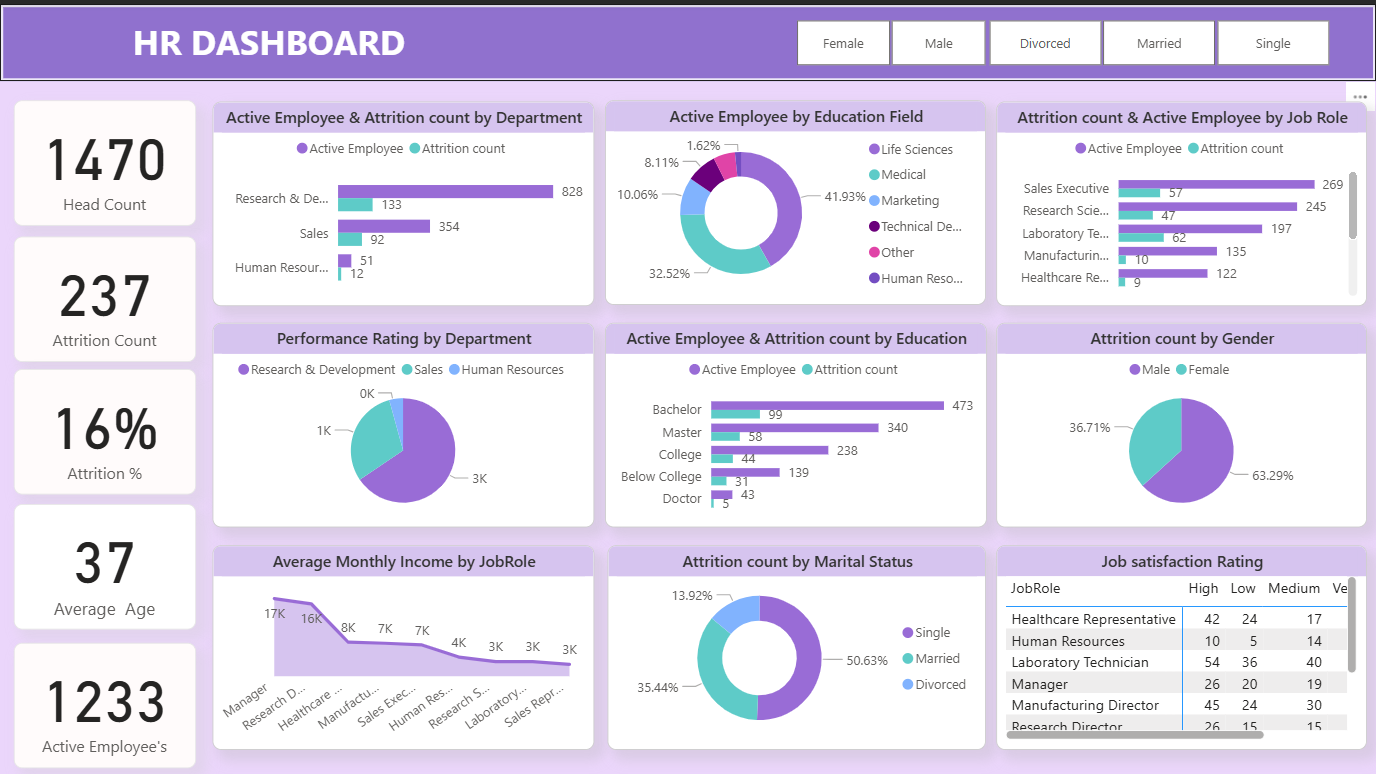 HR DASHBOARD
Female
Male
Divorced
Married
Single
1470
Head Count
237
Attrition Count
16%
Attrition %
37
Average Age
1233
Active Employee's
Active Employee & Attrition count by Department
Active Employee Attrition count
Research & De... 828
133
Sales 354
92
Human Resour... 51
12
Active Employee by Education Field
1.62%
8.11%
10.06%
41.93%
32.52%
Life Sciences
Medical
Marketing
Technical De...
Other
Human Reso...
Attrition count & Active Employee by Job Role
Active Employee Attrition count
Sales Executive 269
57
Research Scie... 245
47
Laboratory Te... 197
62
Manufacturin... 135
10
Healthcare Re... 122
9
Performance Rating by Department
Research & Development Sales Human Resources
0K
1K
3K
Active Employee & Attrition count by Education
Active Employee Attrition count
Bachelor 473
99
Master 340
58
College 238
44
Below College 139
31
Doctor 43
5
Attrition count by Gender
Male Female
36.71%
63.29%
Average Monthly Income by JobRole
17K 16K 8K 7K 7K 4K 3K 3K 3K
Manager
Research D...
Healthcare ...
Manufactu...
Sales Exec...
Human Res...
Research S...
Laboratory...
Sales Repr...
Attrition count by Marital Status
13.92%
50.63%
35.44%
Single
Married
Divorced
Job satisfaction Rating
JobRole High Low Medium Ve
Healthcare Representative 42 24 17
Human Resources 10 5 14
Laboratory Technician 54 36 40
Manager 26 20 19
Manufacturing Director 45 24 30
Research Director 26 15 15